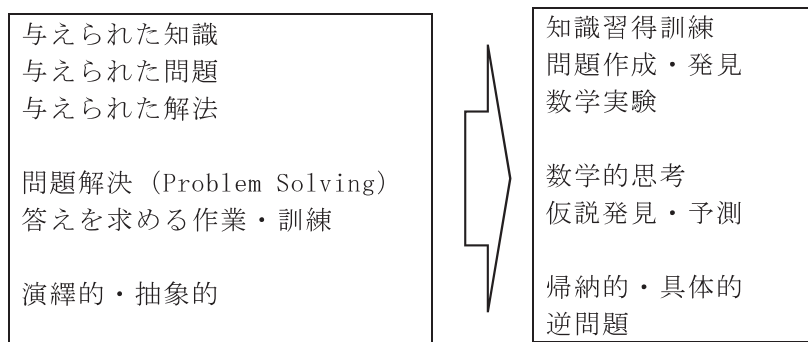 与えられた知識
与えられた問題
与えられた解法
問題解決 (Problem Solving)
答えを求める作業・訓練
演繹的・抽象的
知識習得訓練
問題作成・発見
数学実験
数学的思考
仮説発見・予測
帰納的・具体的
逆問題